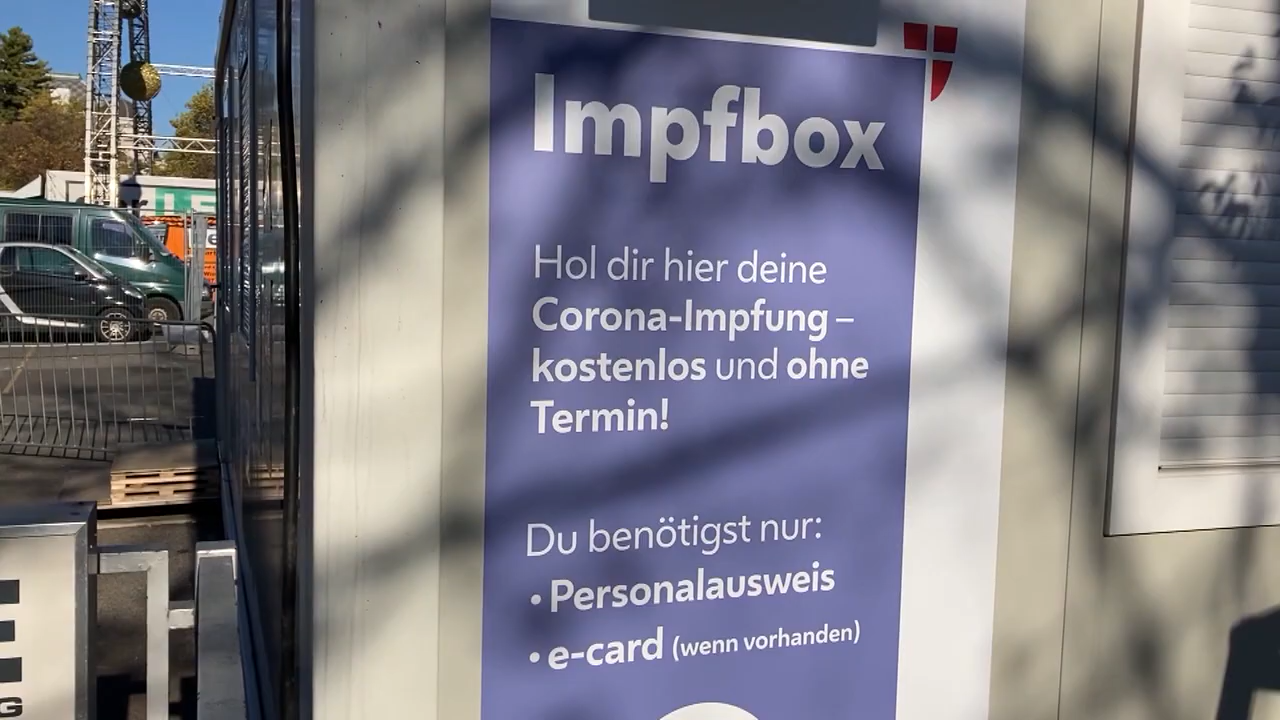 Impfbox
Hol dir hier deine
Corona-Impfung –
kostenlos und ohne
Termin!
Du benötigst nur:
• Personalausweis
• e-card (wenn vorhanden)
G